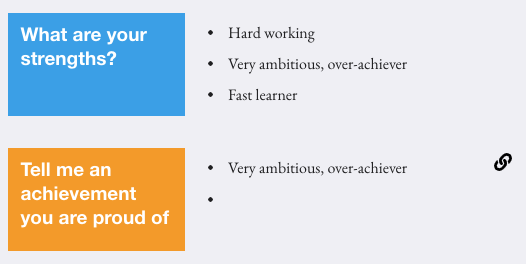 What are your
strengths?
• Hard working
• Very ambitious, over-achiever
• Fast learner
Tell me an
achievement
you are proud of
• Very ambitious, over-achiever
•